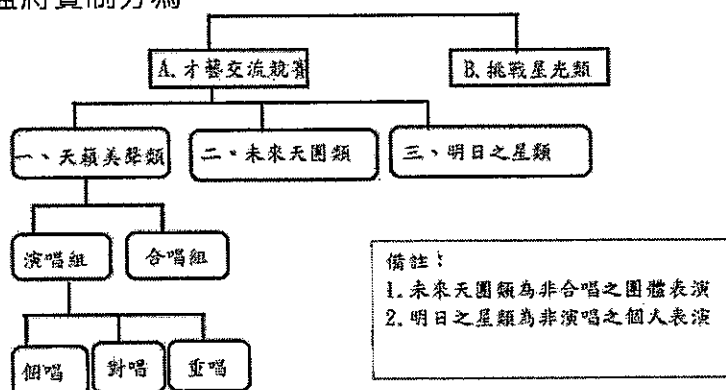 將賽制分為
A. 才藝交流競賽
B. 挑戰星光類
一、天籟美聲類
二、未來天團類
三、明日之星類
演唱組
合唱組
個唱
對唱
重唱
備註：
1. 未來天團類為非合唱之團體表演
2. 明日之星類為非演唱之個人表演